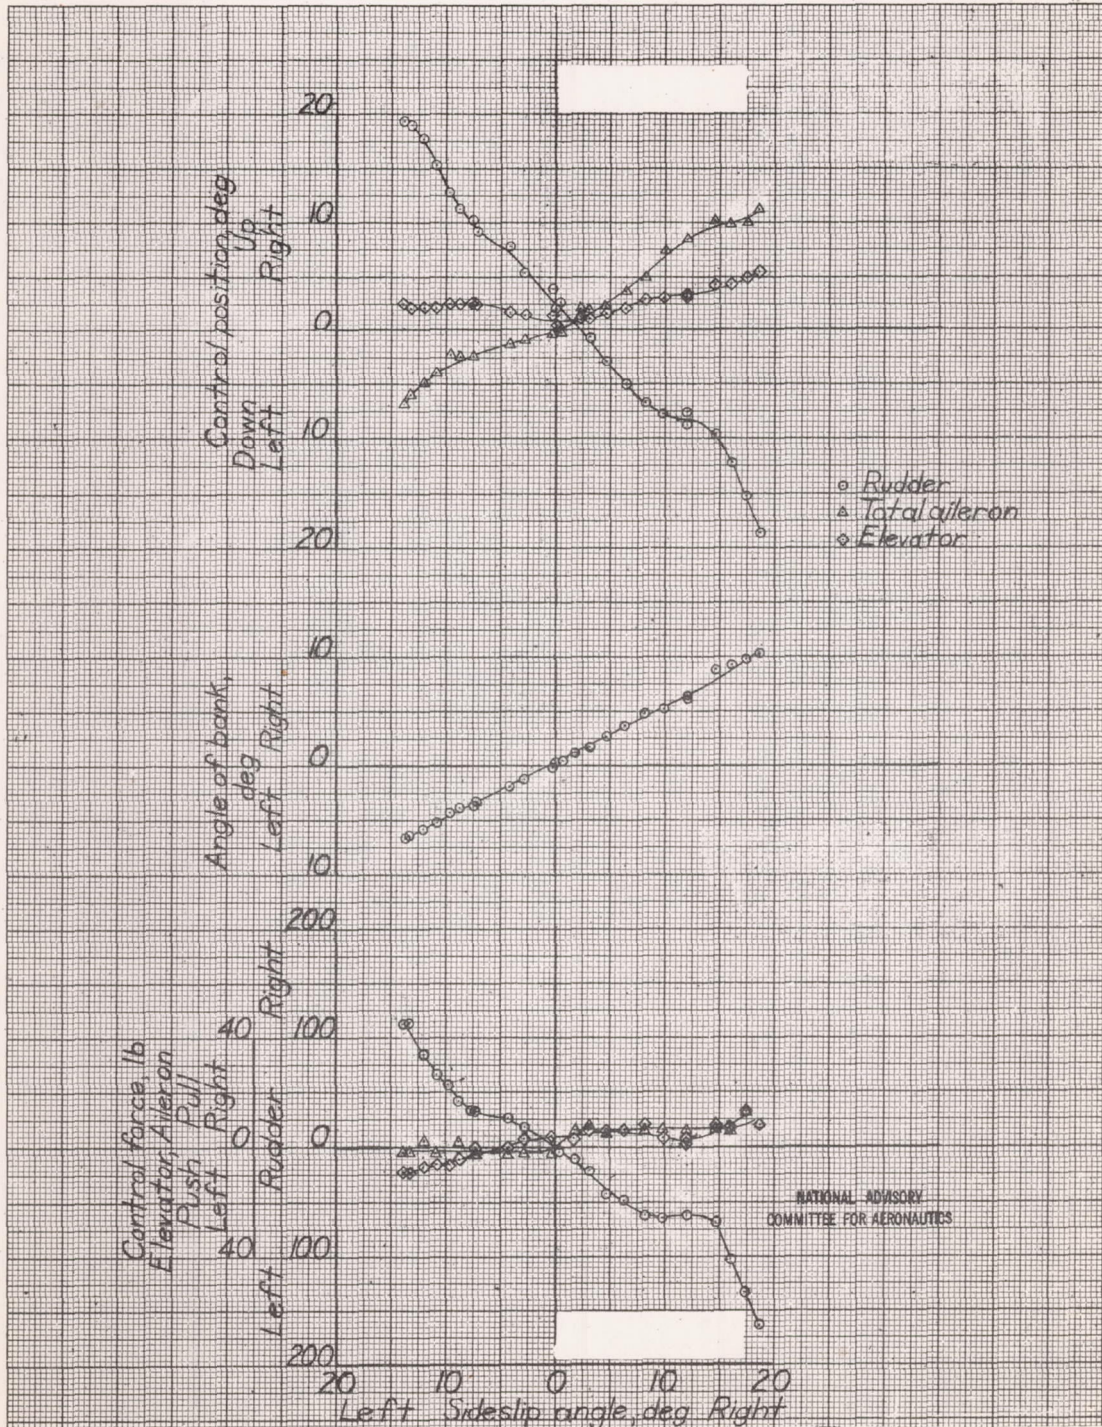 20
10
0
10
20
Control position, deg
Down Up
Left Right
Rudder
Total aileron
Elevator
10
0
10
Angle of bank,
deg
Left Right
200
100
0
100
200
40
0
40
Control force, lb
Elevator, Aileron
Push Pull
Left Right
Left Rudder Right
NATIONAL ADVISORY
COMMITTEE FOR AERONAUTICS
20 10 0 10 20
Left Sideslip angle, deg Right